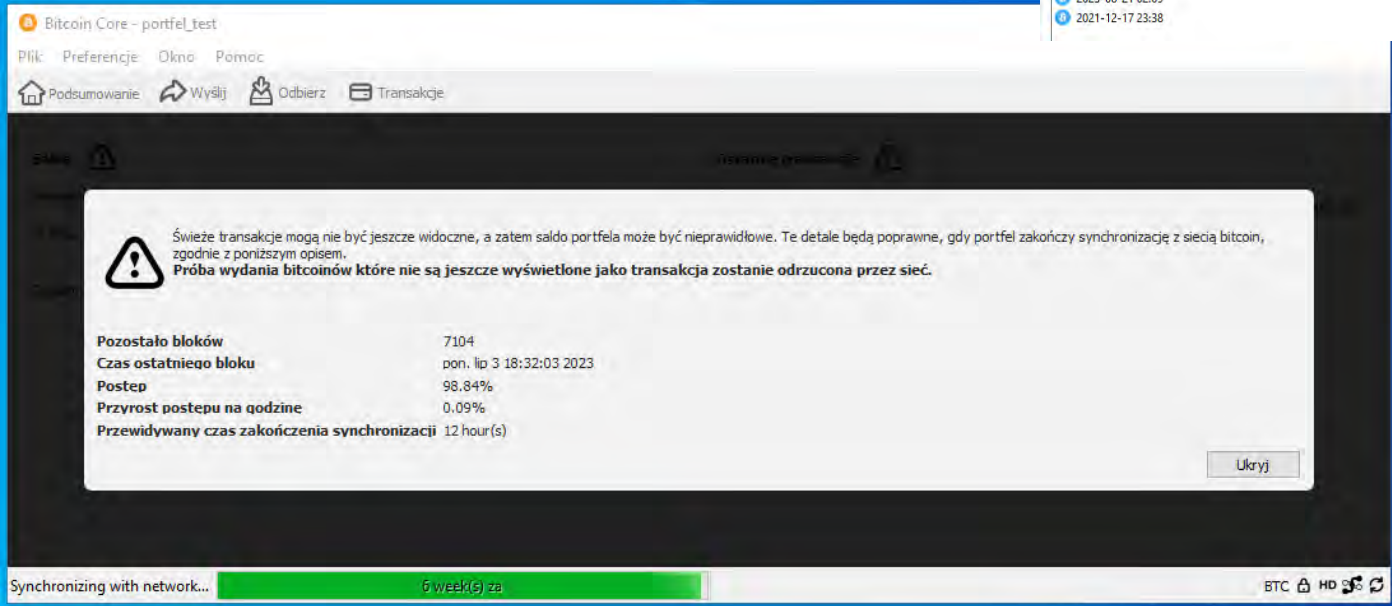 Bitcoin Core - portfel_test
2021-12-17 23:38
Plik Preferencje Okno Pomoc
Podsumowanie Wyślij Odbierz Transakcje
Świeże transakcje mogą nie być jeszcze widoczne, a zatem saldo portfela może być nieprawidłowe. Te detale będą poprawne, gdy portfel zakończy synchronizację z siecią bitcoin,
zgodnie z poniższym opisem.
Próba wydania bitcoinów które nie są jeszcze wyświetlone jako transakcja zostanie odrzucona przez sieć.
Pozostało bloków 7104
Czas ostatniego bloku pon. lip 3 18:32:03 2023
Postęp 98.84%
Przyrost postępu na godzinę 0.09%
Przewidywany czas zakończenia synchronizacji 12 hour(s)
Ukryj
Synchronizing with network... 6 week(s) za BTC HD